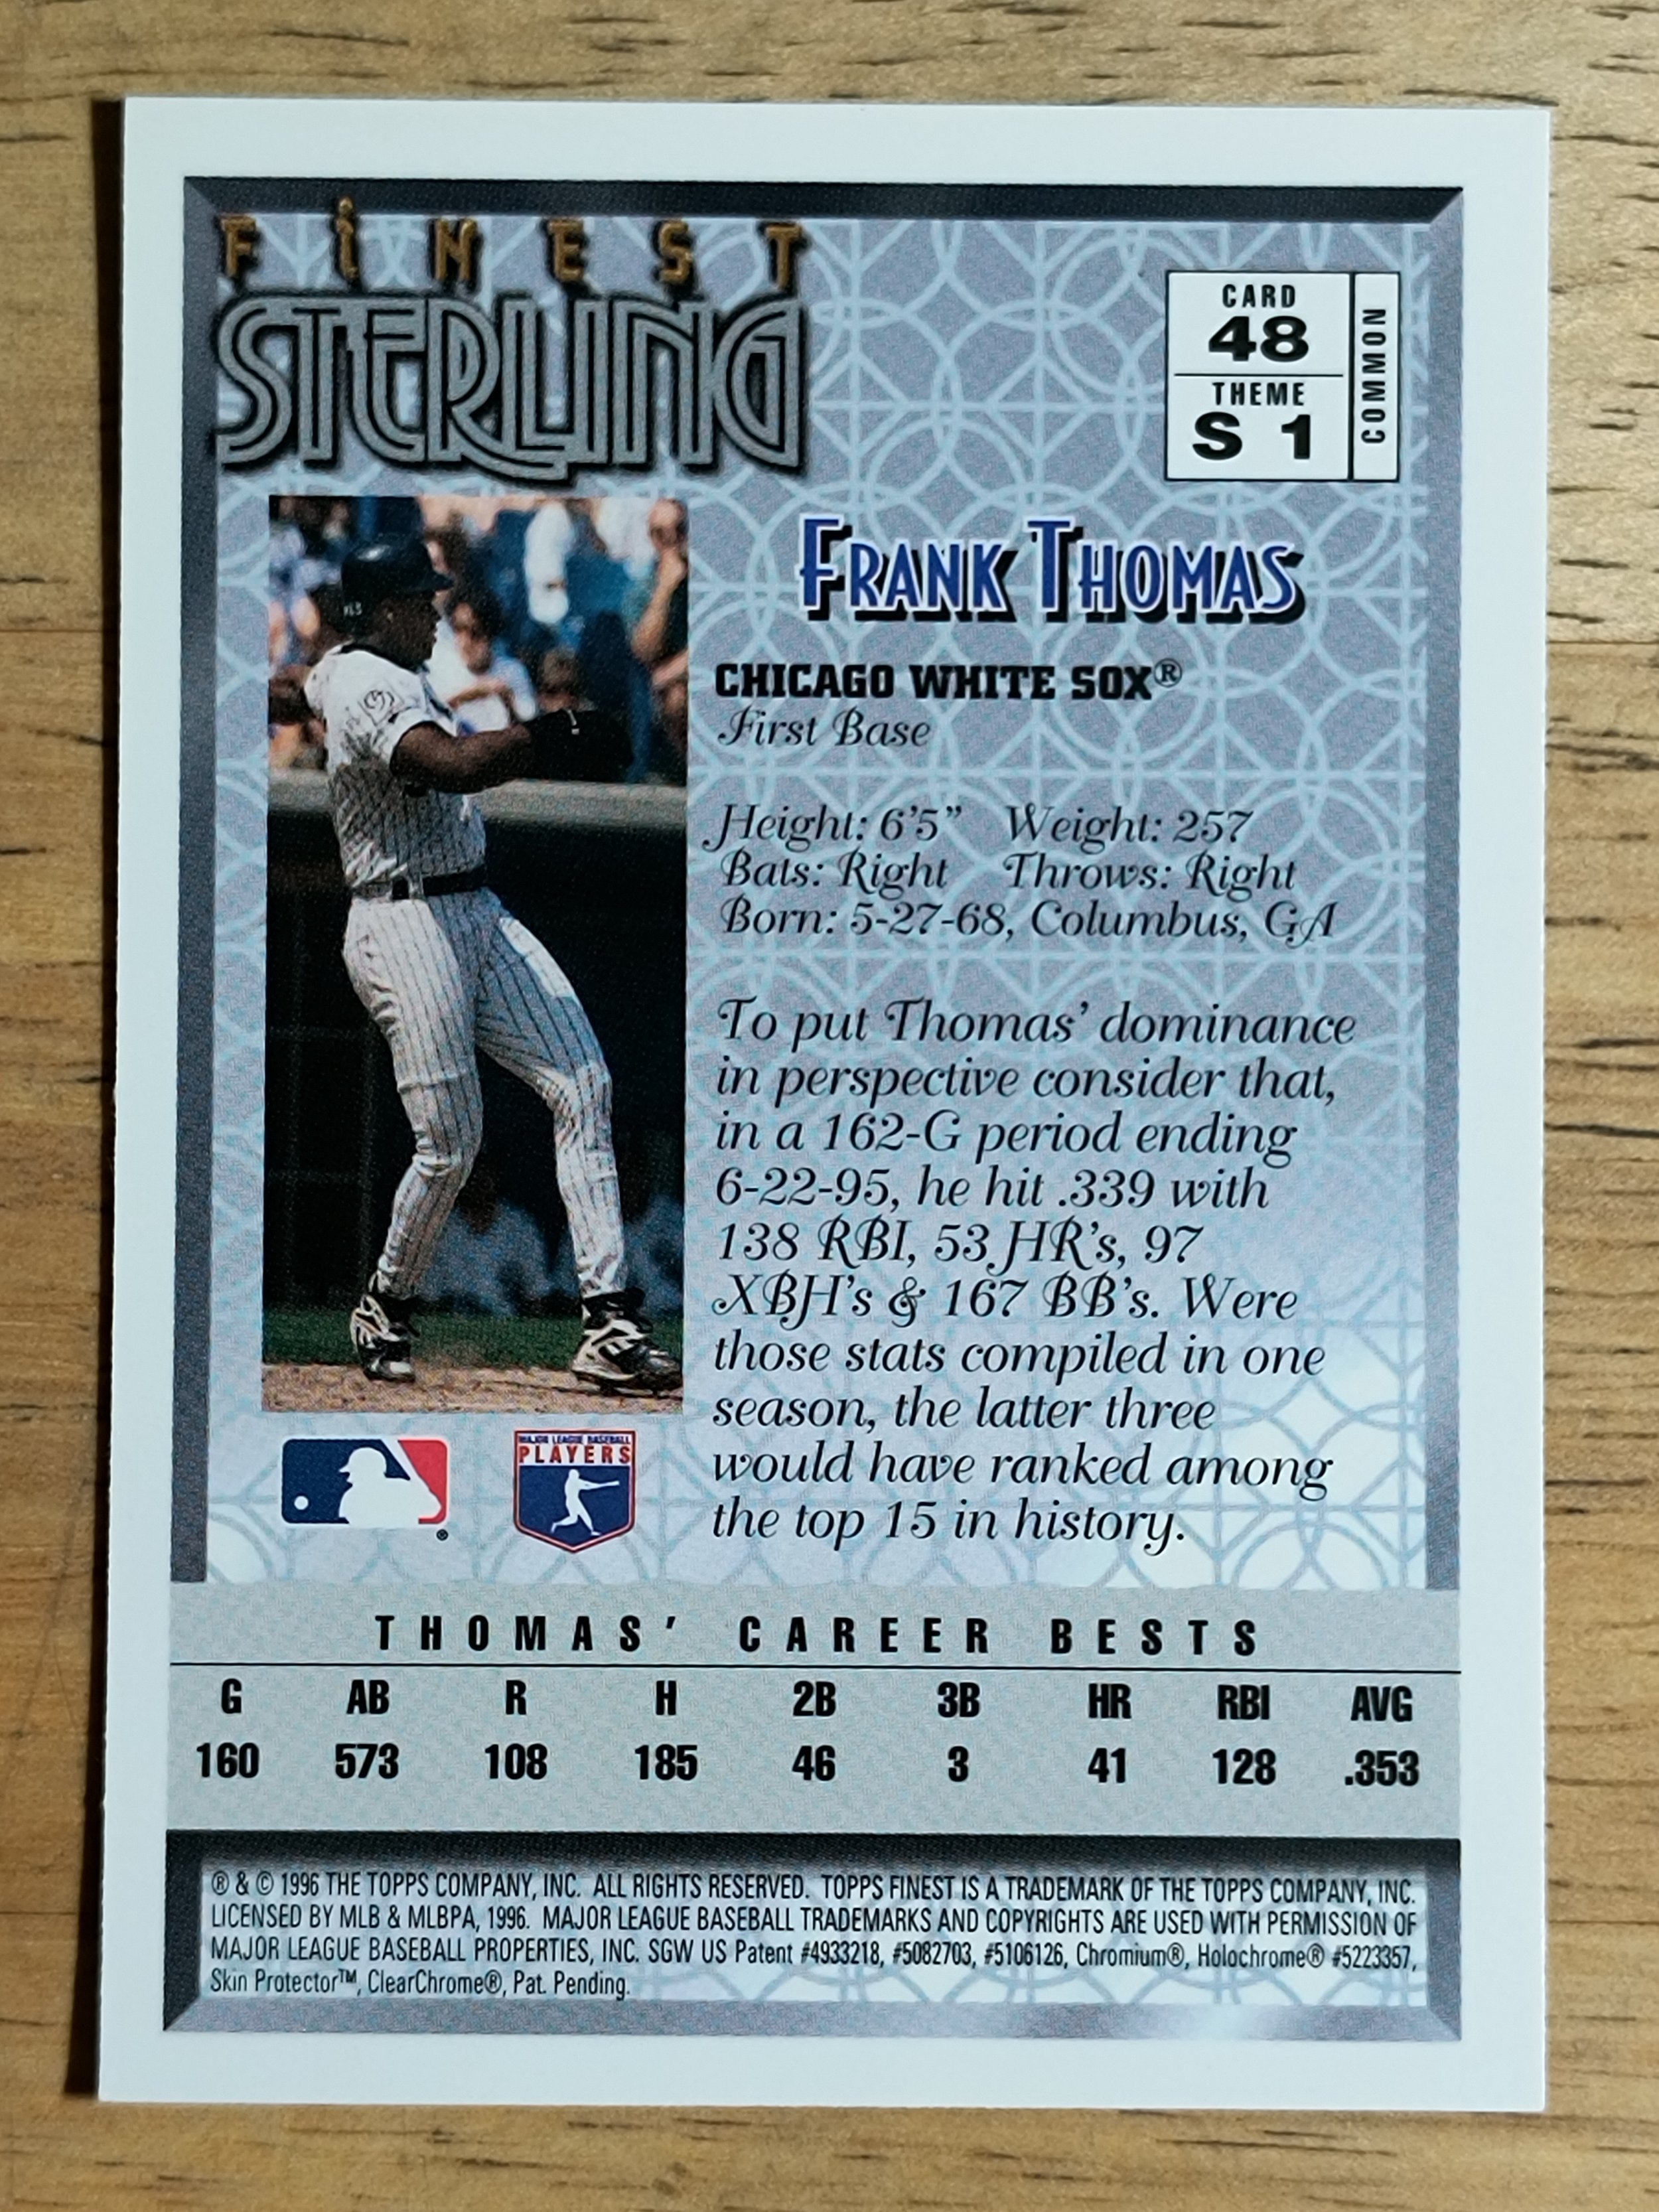 FiNEST
STERLING
CARD
48
THEME
S 1
COMMON
FRANK THOMAS
CHICAGO WHITE SOX®
First Base
Height: 6'5” Weight: 257
Bats: Right Throws: Right
Born: 5-27-68, Columbus, GA
To put Thomas’ dominance
in perspective consider that,
in a 162-G period ending
6-22-95, he hit .339 with
138 RBI, 53 HR's, 97
XBH's & 167 BB's. Were
those stats compiled in one
season, the latter three
would have ranked among
the top 15 in history.
®
MAJOR LEAGUE BASEBALL
PLAYERS
THOMAS’ CAREER BESTS
G AB R H 2B 3B HR RBI AVG
160 573 108 185 46 3 41 128 .353
® & © 1996 THE TOPPS COMPANY, INC. ALL RIGHTS RESERVED. TOPPS FINEST IS A TRADEMARK OF THE TOPPS COMPANY, INC.
LICENSED BY MLB & MLBPA, 1996. MAJOR LEAGUE BASEBALL TRADEMARKS AND COPYRIGHTS ARE USED WITH PERMISSION OF
MAJOR LEAGUE BASEBALL PROPERTIES, INC. SGW US Patent #4933218, #5082703, #5106126, Chromium®, Holochrome® #5223357,
Skin Protector™, ClearChrome®, Pat. Pending.